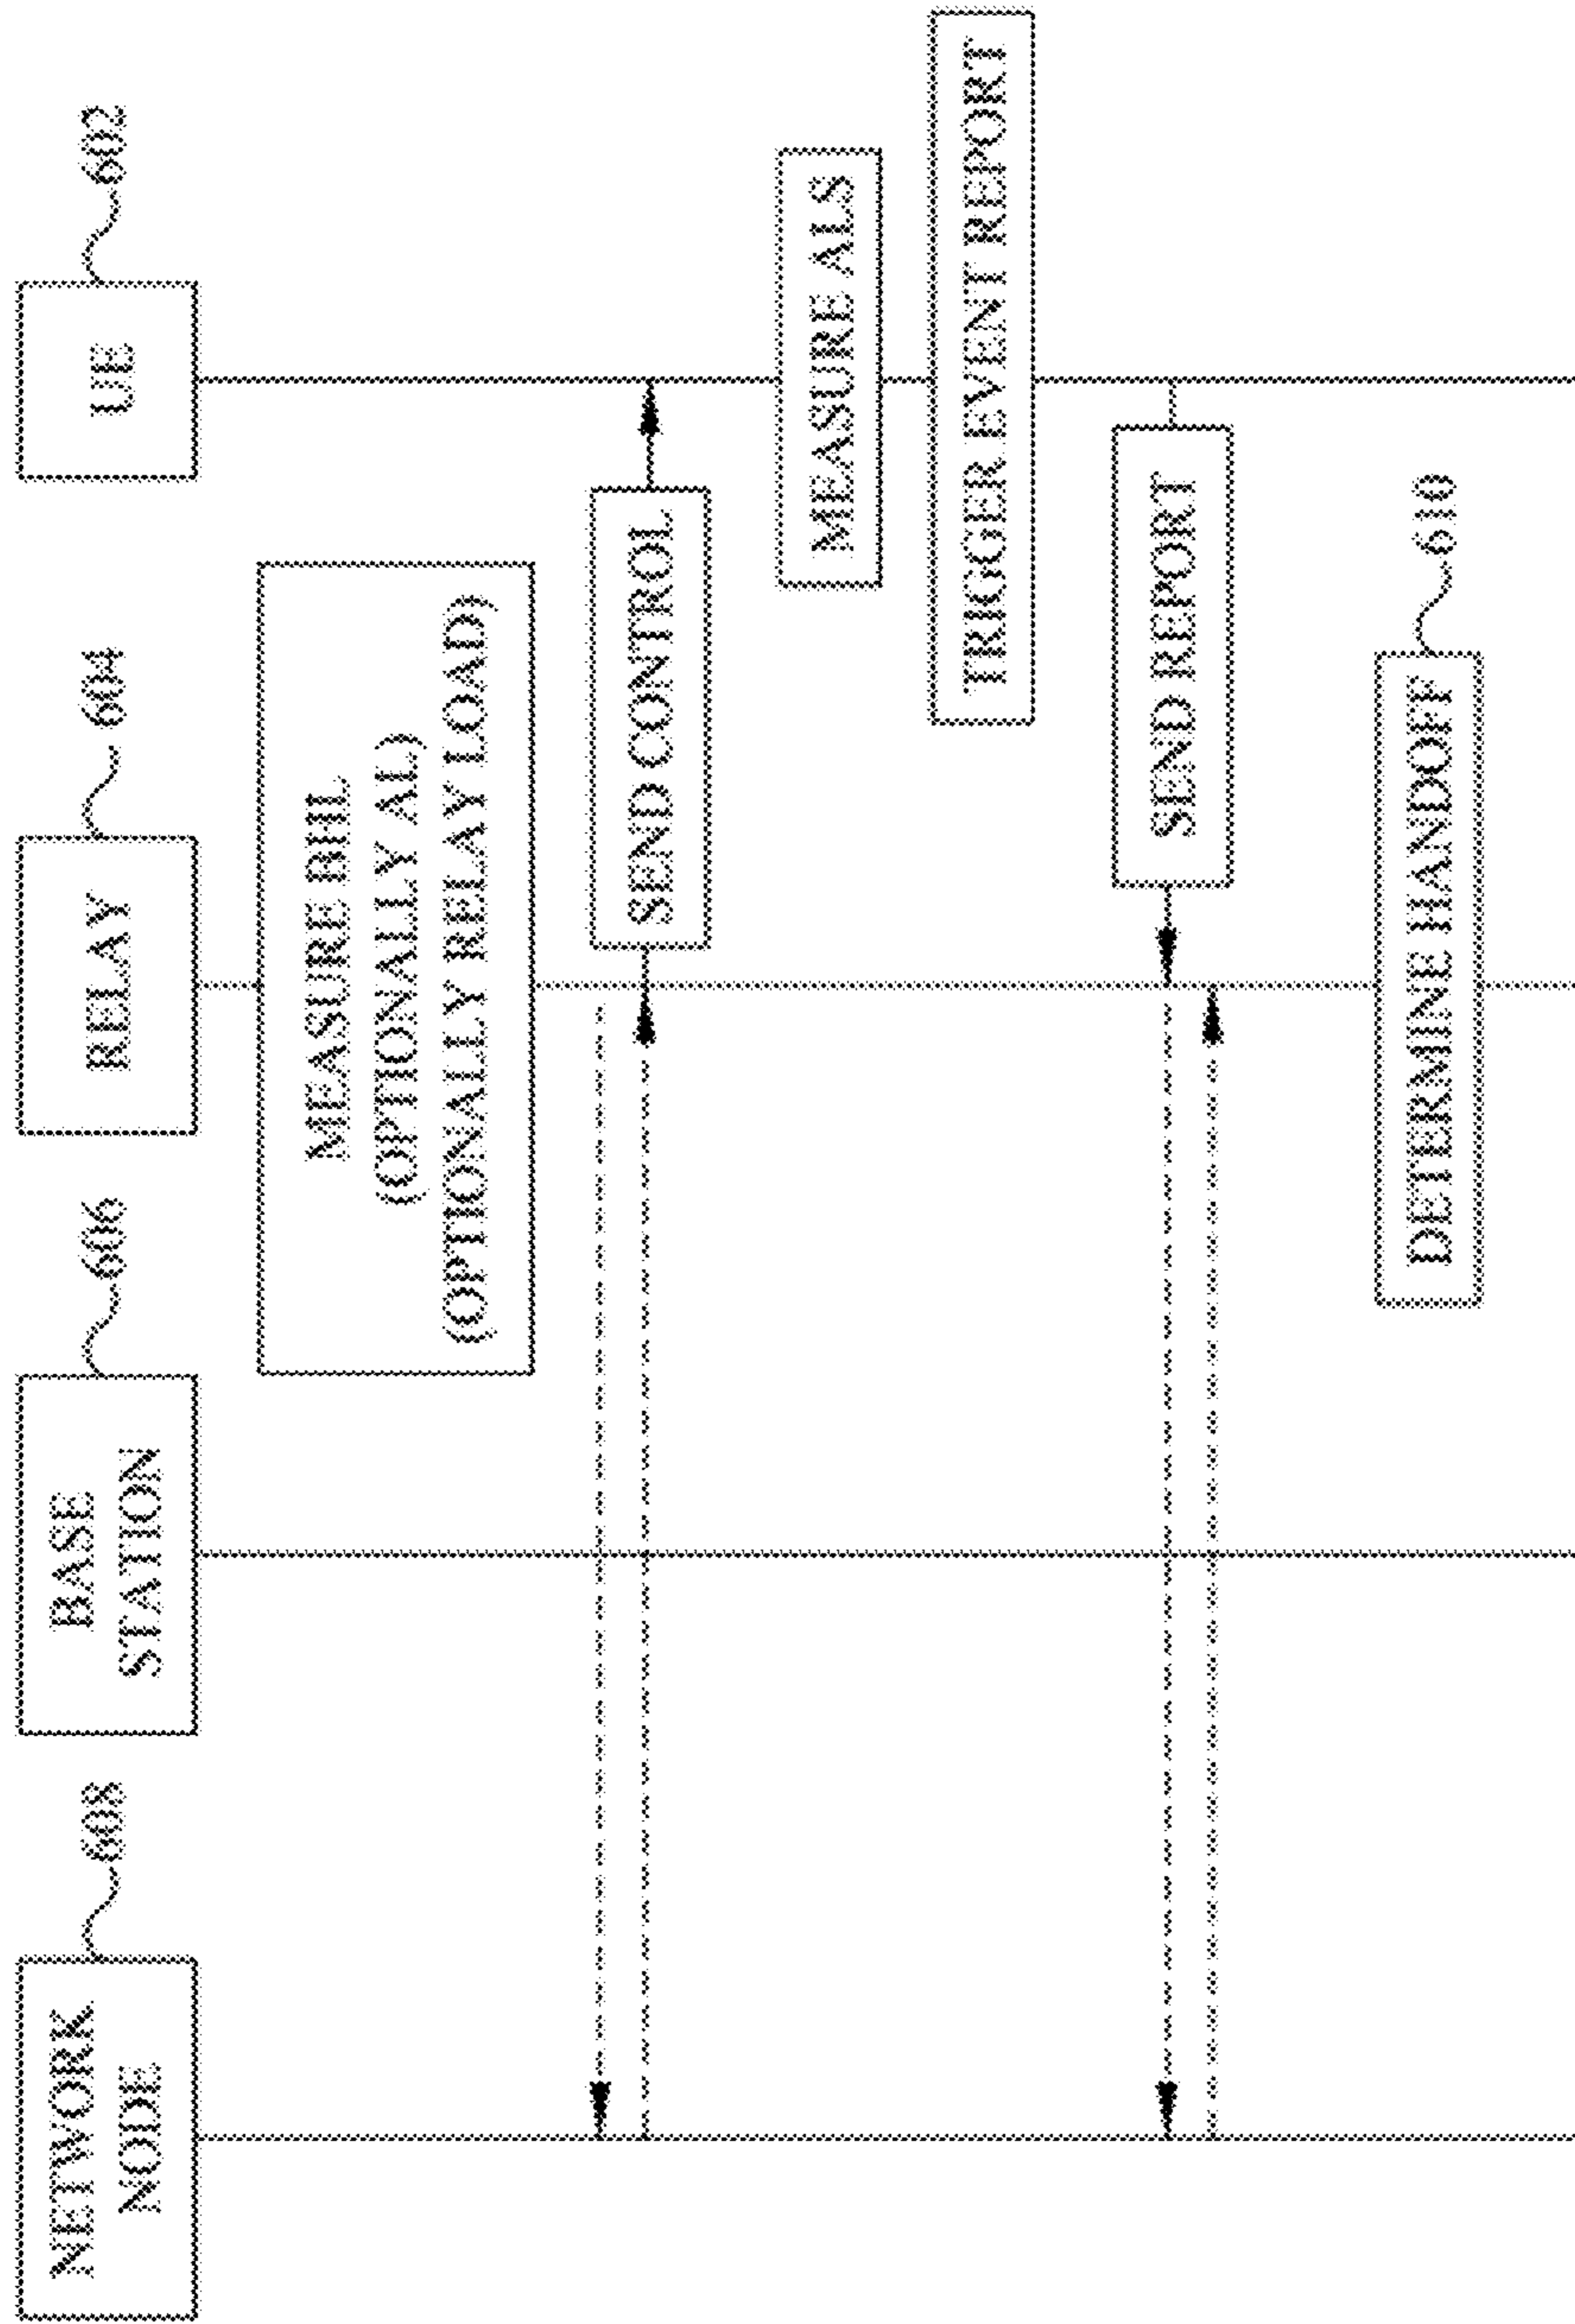 NETWORK
NODE
608
BASE
STATION
606
RELAY
604
UE
602
MEASURE BHL
(OPTIONALLY AL)
(OPTIONALLY RELAY LOAD)
SEND CONTROL
MEASURE ALS
TRIGGER EVENT REPORT
SEND REPORT
DETERMINE HANDOFF
610